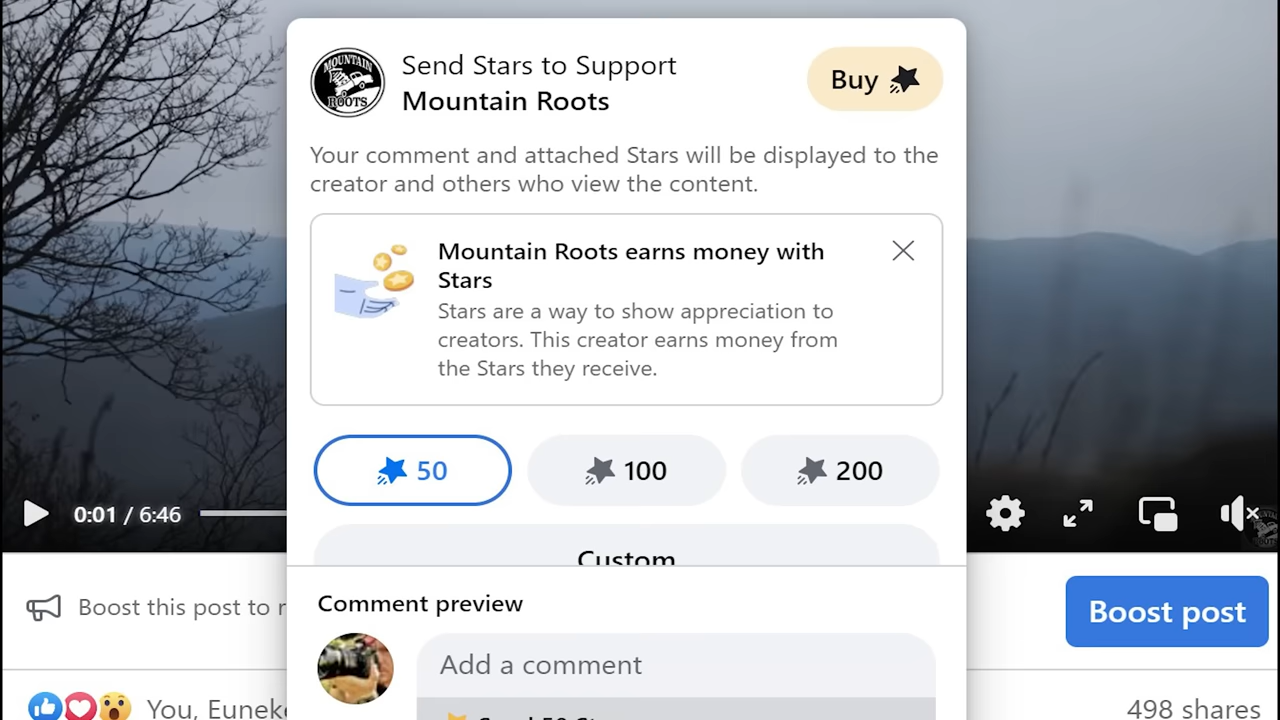 MOUNTAIN
ROOTS
Send Stars to Support
Mountain Roots
Buy
Your comment and attached Stars will be displayed to the
creator and others who view the content.
Mountain Roots earns money with
Stars
Stars are a way to show appreciation to
creators. This creator earns money from
the Stars they receive.
50
100
200
0:01 / 6:46
Custom
Boost this post to r
Boost post
Comment preview
Add a comment
You, Eunek
498 shares